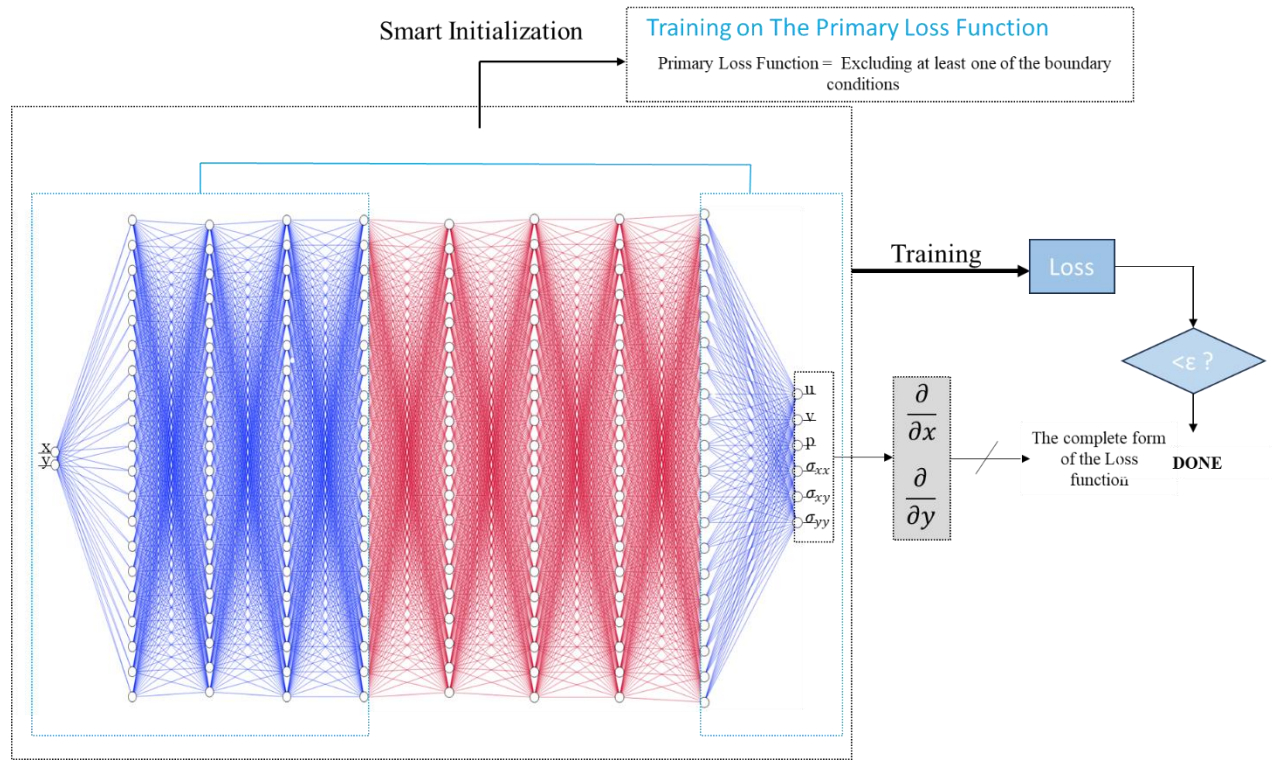 Smart Initialization
Training on The Primary Loss Function
Primary Loss Function = Excluding at least one of the boundary
conditions
Training
Loss
<ε ?
DONE
x
y
u
v
p
σxx
σxy
σyy
∂
∂x
∂
∂y
The complete form
of the Loss
function